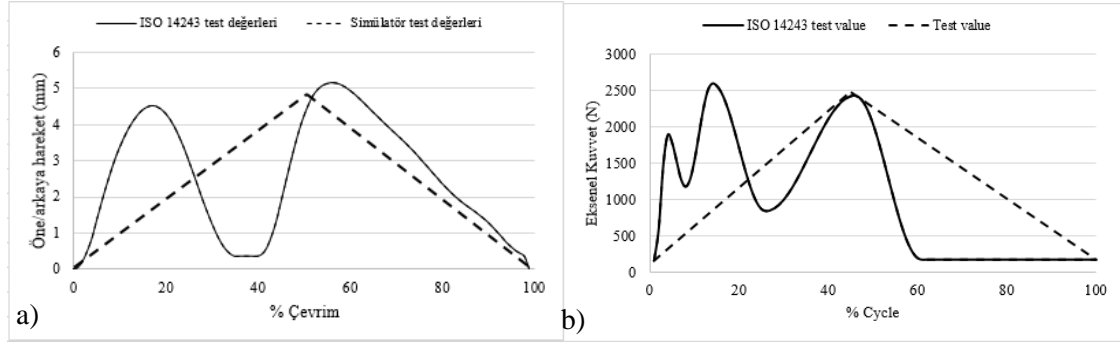 ISO 14243 test değerleri
Simülatör test değerleri
Öne/arkaya hareket (mm)
6
5
4
3
2
1
0
0
20
40
60
80
100
% Çevrim
a)
ISO 14243 test value
Test value
Eksenel Kuvvet (N)
3000
2500
2000
1500
1000
500
0
0
20
40
60
80
100
% Cycle
b)